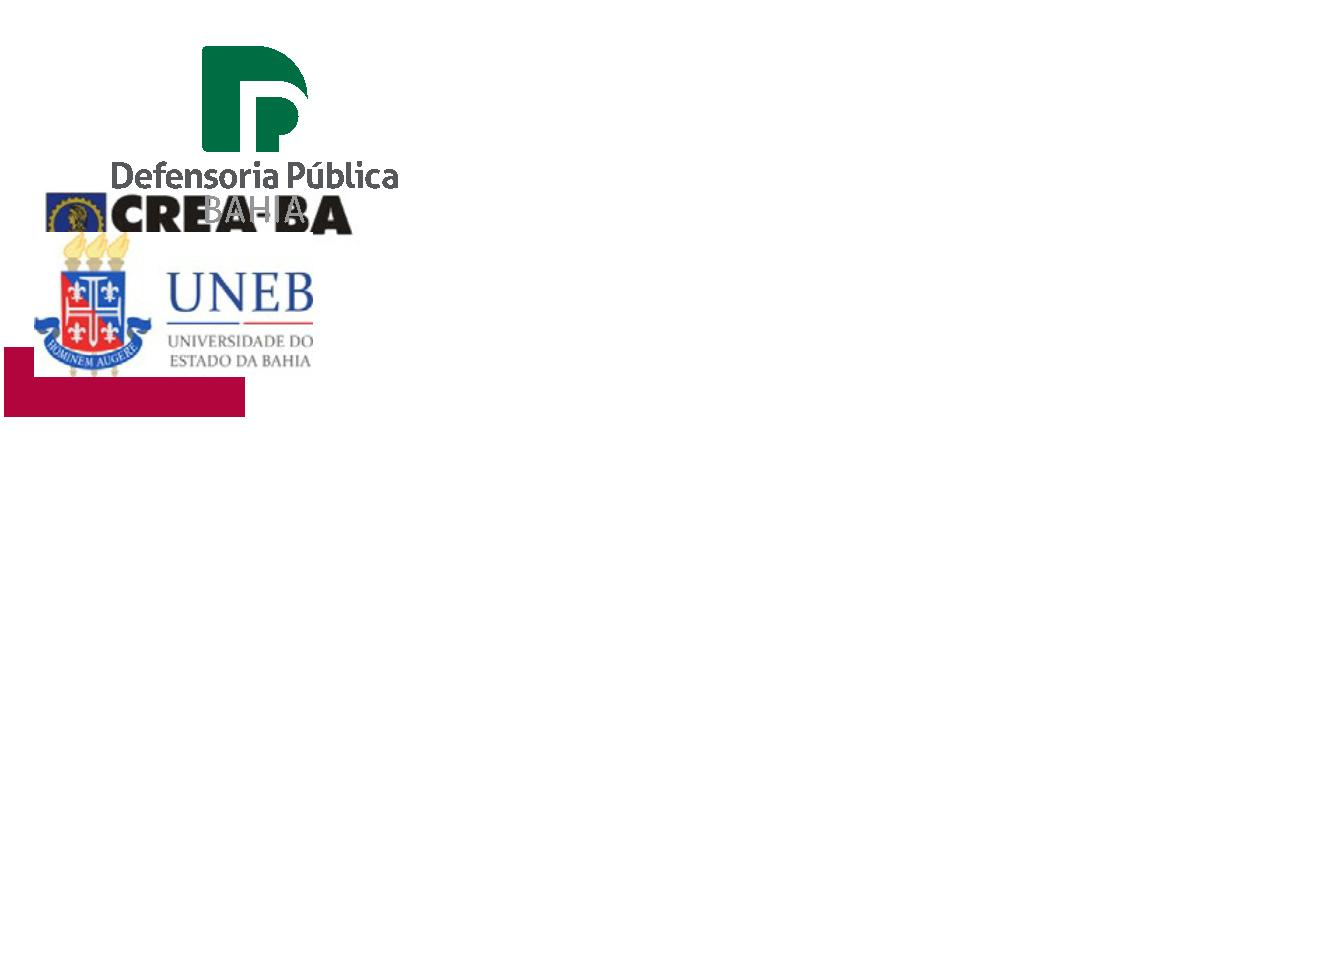 Defensoria Pública
BAHIA
CREA-BA
UNEB
UNIVERSIDADE DO
ESTADO DA BAHIA
HOMINEM AUGERE